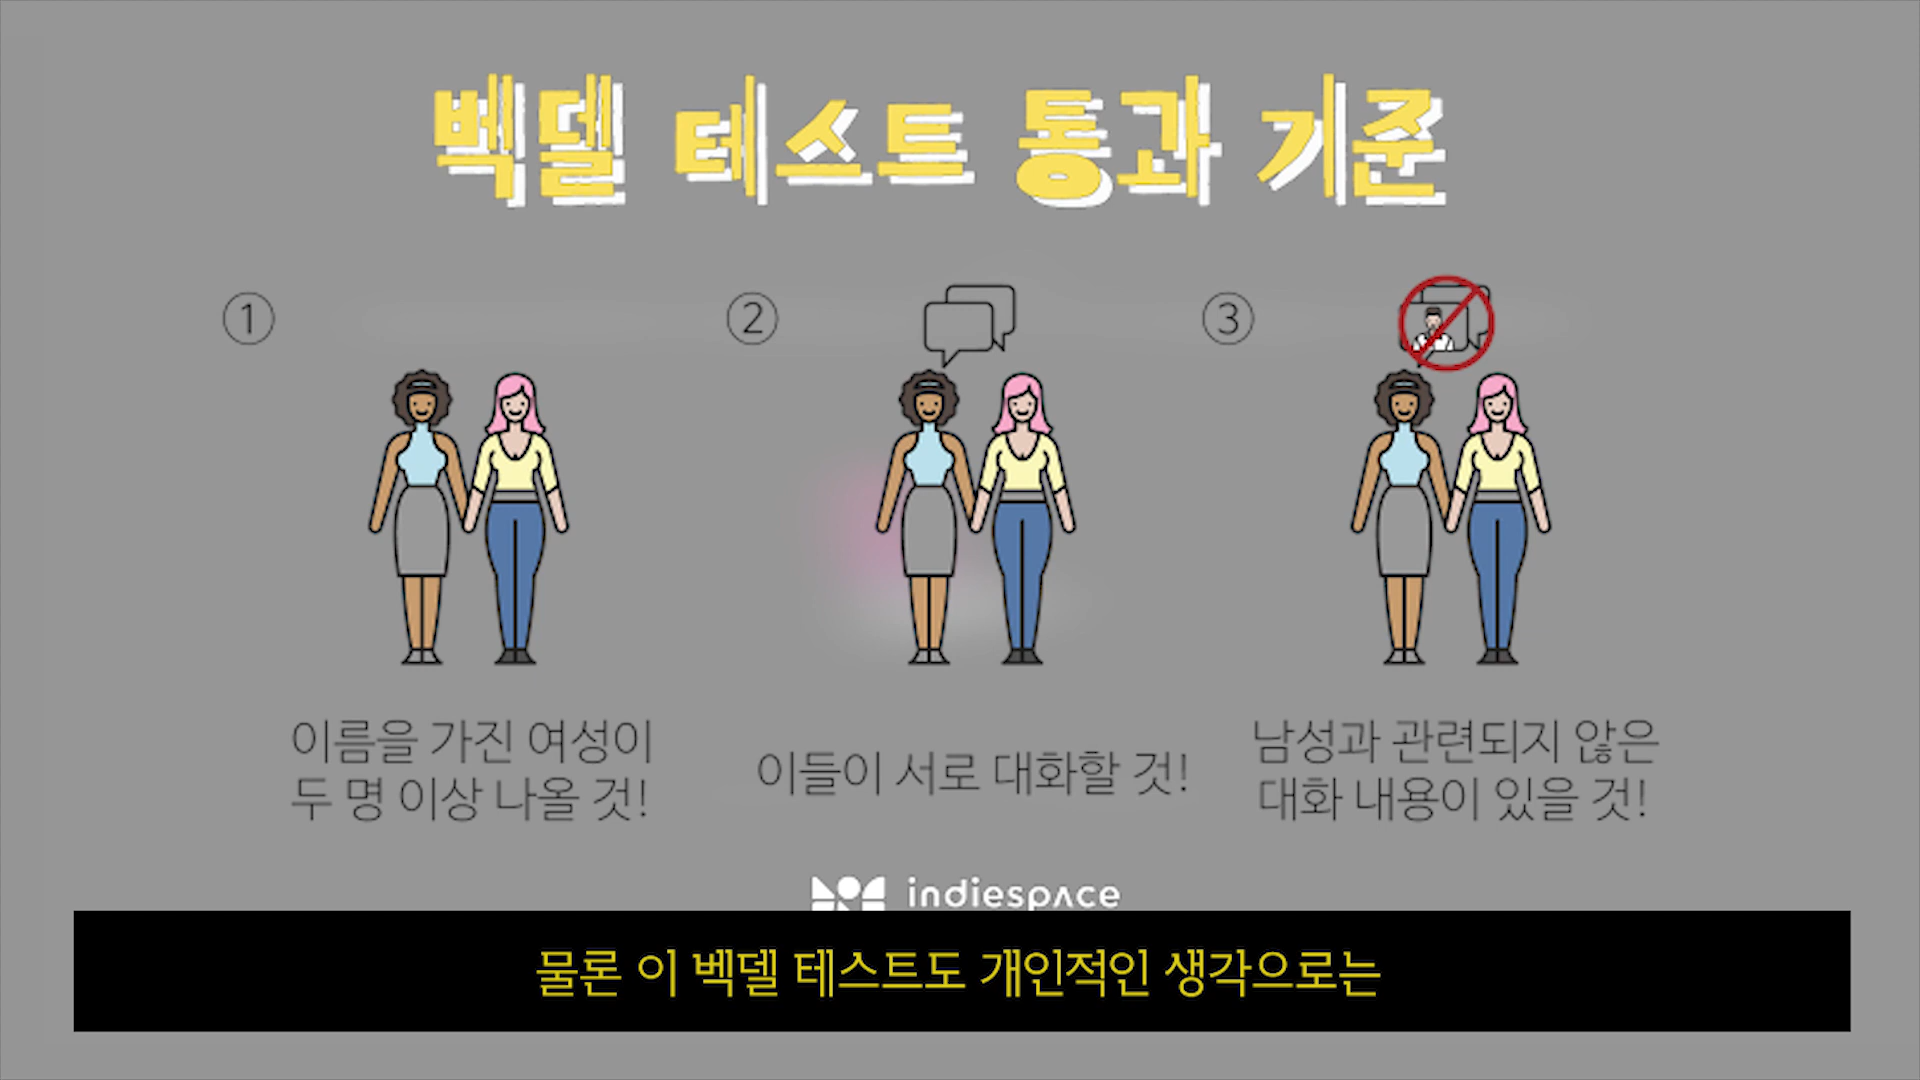 벡델 테스트 통과 기준
①
②
③
이름을 가진 여성이
두 명 이상 나올 것!
이들이 서로 대화할 것!
남성과 관련되지 않은
대화 내용이 있을 것!
indiespace
물론 이 벡델 테스트도 개인적인 생각으로는